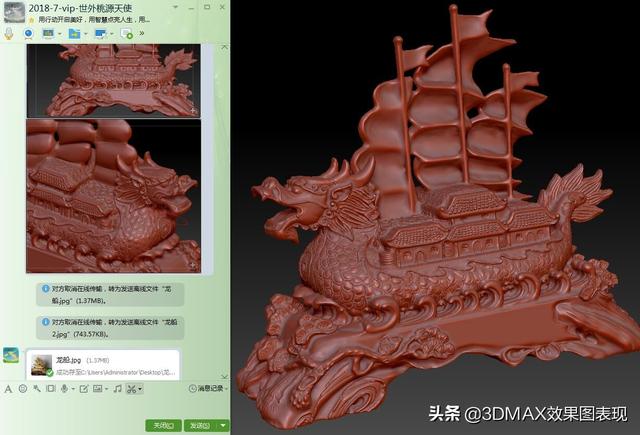 2018-7-vip-世外桃源天使
用行动开启美好，用智慧点亮人生，用...
对方取消在线传输，转为发送离线文件“龙
船.jpg”(1.37MB)。
对方取消在线传输，转为发送离线文件“龙船
2.jpg”(743.57KB)。
龙船.jpg (1.37MB)
成功存至C:\Users\Administrator\Desktop\龙...
消息记录
关闭(C)
发送(S)
头条 @3DMAX效果图表现